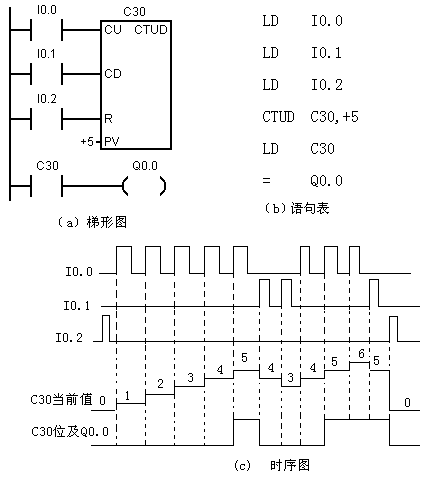 I0.0
C30
CU CTUD
I0.1
CD
I0.2
R
+5 PV
C30
Q0.0
(a) 梯形图
LD I0.0
LD I0.1
LD I0.2
CTUD C30,+5
LD C30
= Q0.0
(b)语句表
I0.0
I0.1
I0.2
C30当前值 0 1 2 3 4 5 4 3 4 5 6 5 0
C30位及Q0.0
(c) 时序图